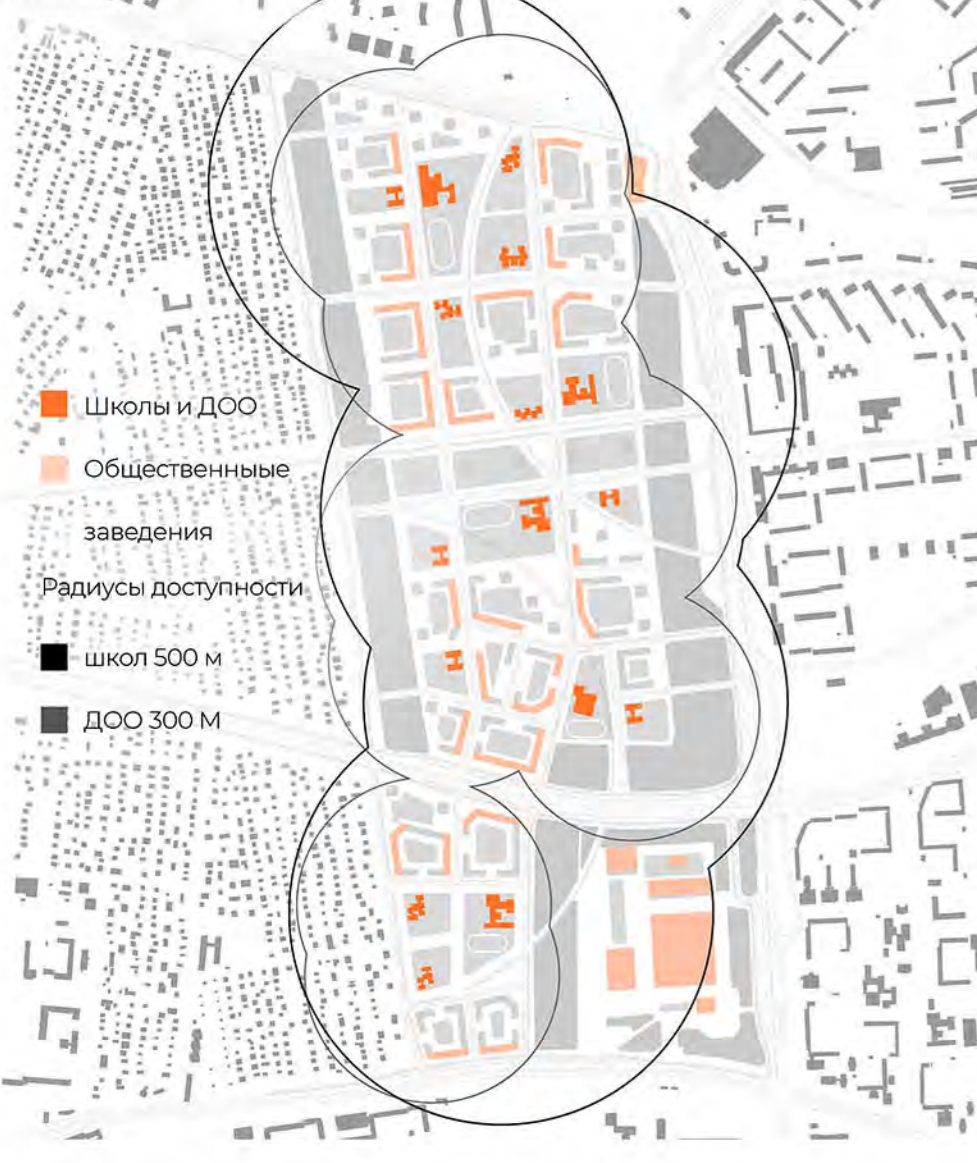 Школы и ДОО
Общественныые
заведения
Радиусы доступности
школ 500 м
ДОО 300 М